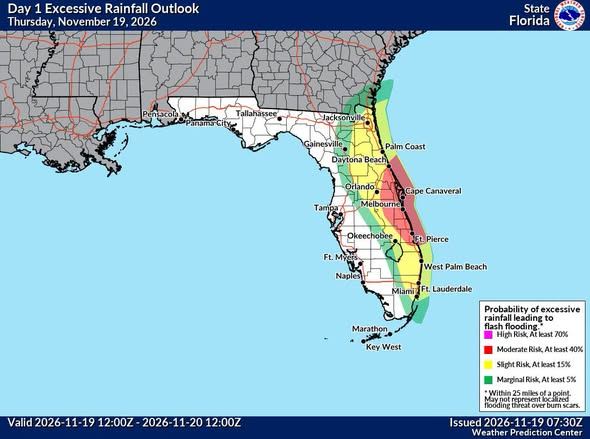 Day 1 Excessive Rainfall Outlook
Thursday, November 19, 2026
State
Florida
Pensacola
Panama City
Tallahassee
Jacksonville
Gainesville
Palm Coast
Daytona Beach
Orlando
Cape Canaveral
Melbourne
Tampa
Okeechobee
Ft. Pierce
Ft. Myers
West Palm Beach
Naples
Ft. Lauderdale
Miami
Marathon
Key West
Probability of excessive
rainfall leading to
flash flooding.*
High Risk, At least 70%
Moderate Risk, At least 40%
Slight Risk, At least 15%
Marginal Risk, At least 5%
* Within 25 miles of a point.
May not represent localized
flooding threat over burn scars.
Valid 2026-11-19 12:00Z - 2026-11-20 12:00Z
Issued 2026-11-19 07:30Z
Weather Prediction Center